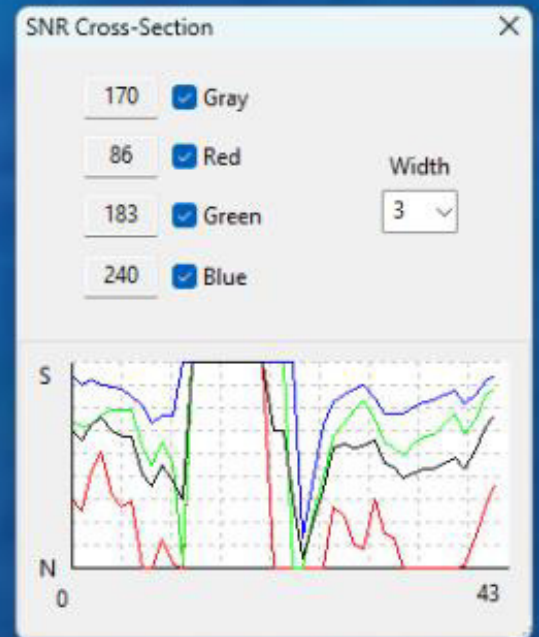 SNR Cross-Section
170 Gray
86 Red
Width
183 Green
3
240 Blue
S
N
0 43